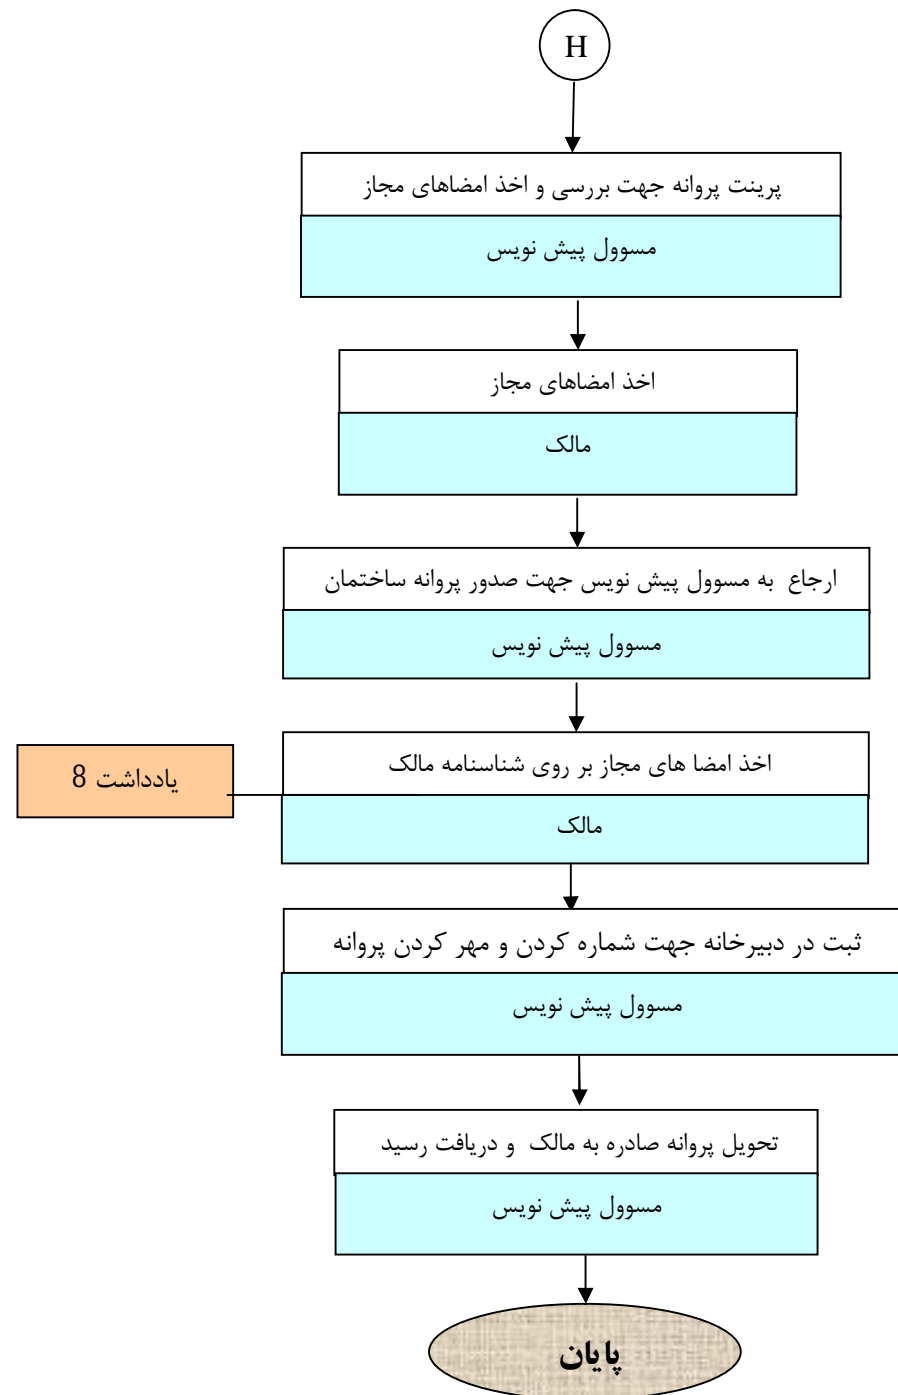 H
پرینت پروانه جهت بررسی و اخذ امضاهای مجاز
مسوول پیش نویس
اخذ امضاهای مجاز
مالک
ارجاع به مسوول پیش نویس جهت صدور پروانه ساختمان
مسوول پیش نویس
اخذ امضا های مجاز بر روی شناسنامه مالک
یادداشت 8
مالک
ثبت در دبیرخانه جهت شماره کردن و مهر کردن پروانه
مسوول پیش نویس
تحویل پروانه صادره به مالک و دریافت رسید
مسوول پیش نویس
پایان